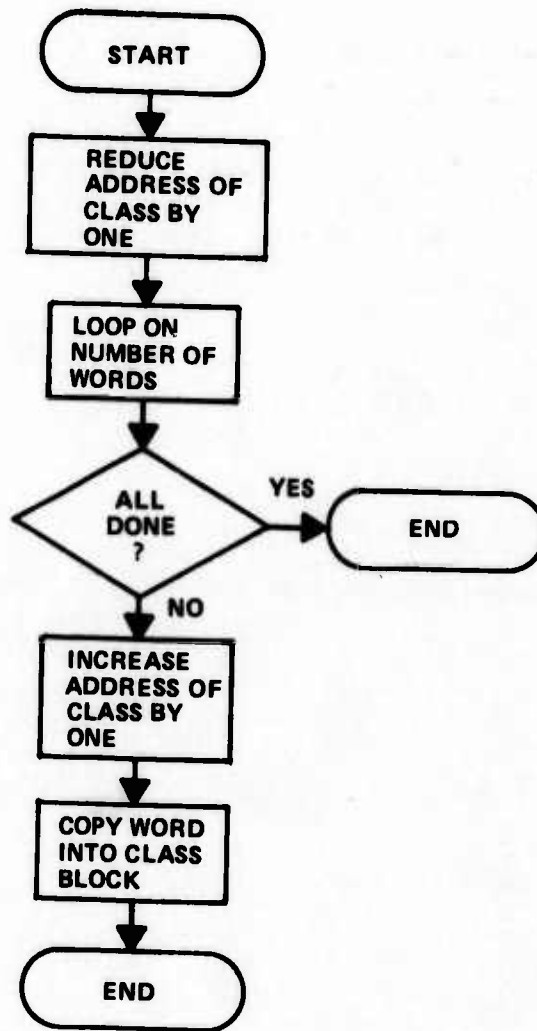 START
REDUCE
ADDRESS OF
CLASS BY
ONE
LOOP ON
NUMBER OF
WORDS
ALL
DONE
?
YES
END
NO
INCREASE
ADDRESS OF
CLASS BY
ONE
COPY WORD
INTO CLASS
BLOCK
END